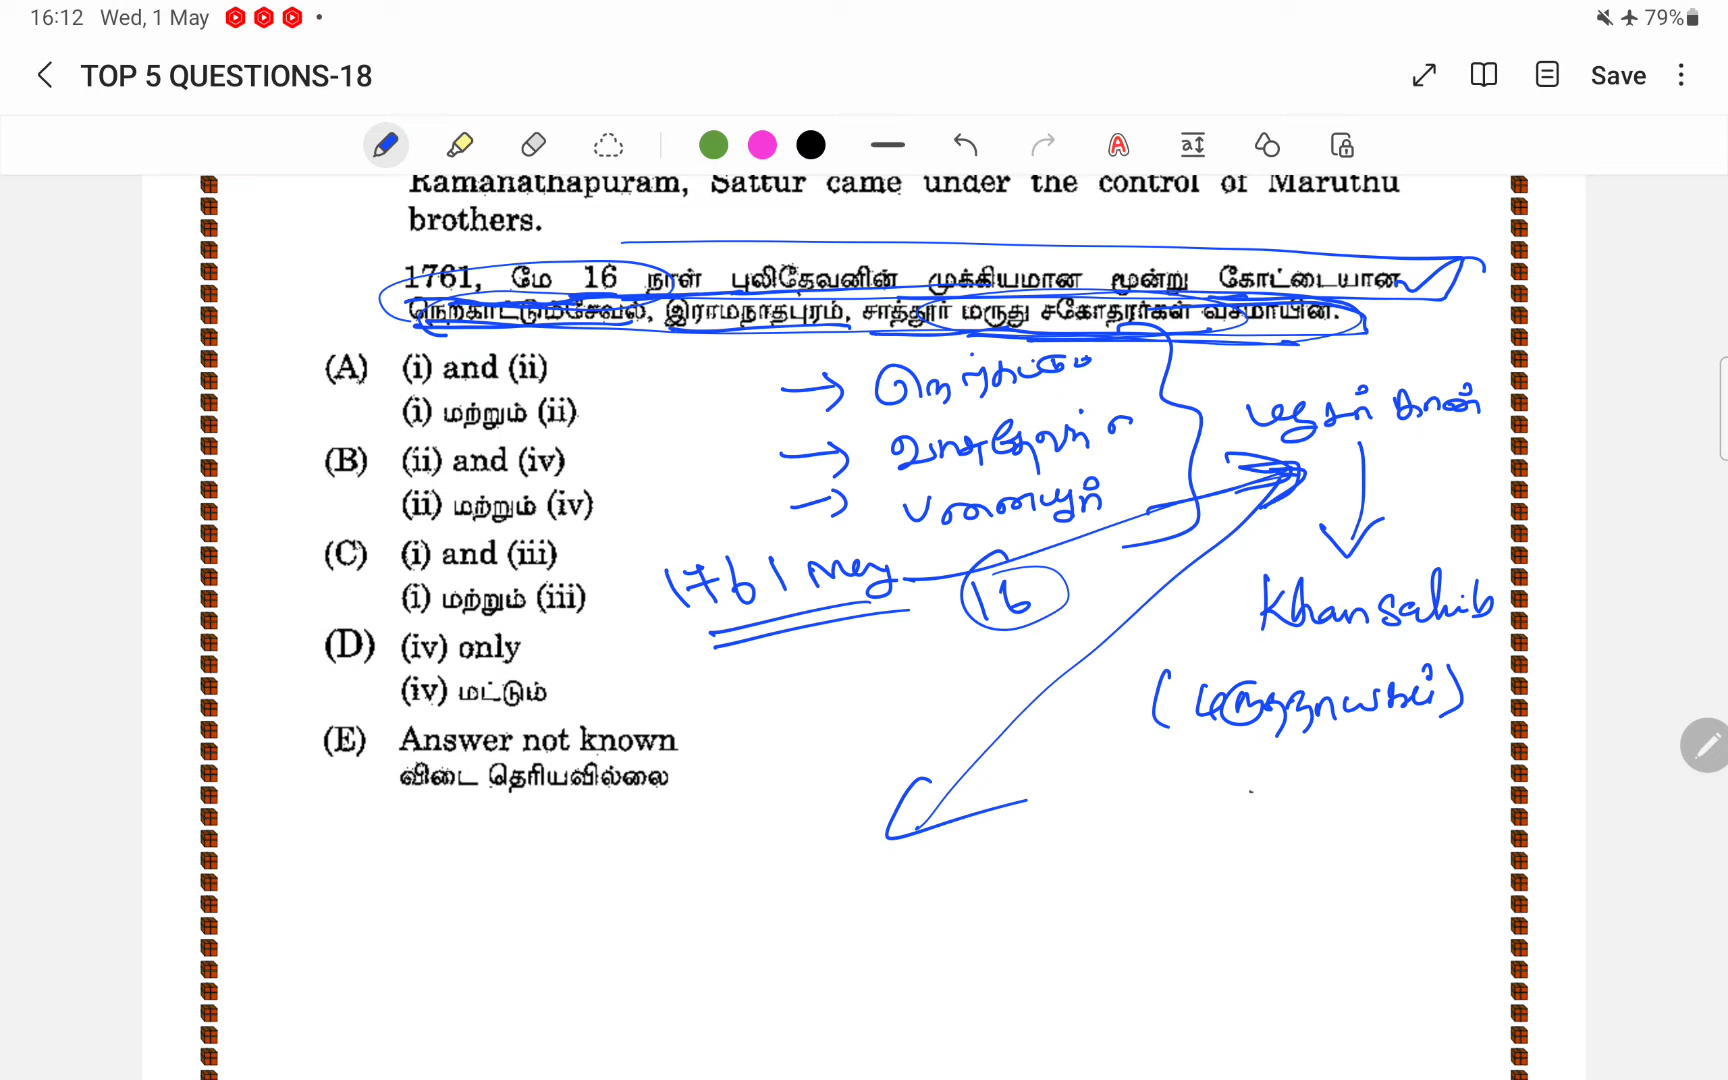 16:12 Wed, 1 May
79%
TOP 5 QUESTIONS-18
Save
Ramanathapuram, Sattur came under the control of Maruthu
brothers.
1761, மே 16 நாள் புலிதேவனின் முக்கியமான மூன்று கோட்டையான
நெற்காட்டும்சேவல், இராமநாதபுரம், சாத்தூர் மருது சகோதரர்கள் வசமாயின.
(A) (i) and (ii)
(i) மற்றும் (ii)
(B) (ii) and (iv)
(ii) மற்றும் (iv)
(C) (i) and (iii)
(i) மற்றும் (iii)
(D) (iv) only
(iv) மட்டும்
(E) Answer not known
விடை தெரியவில்லை
→
→
→ பனையூர்
1761 May 16
கான்
Khan sahib